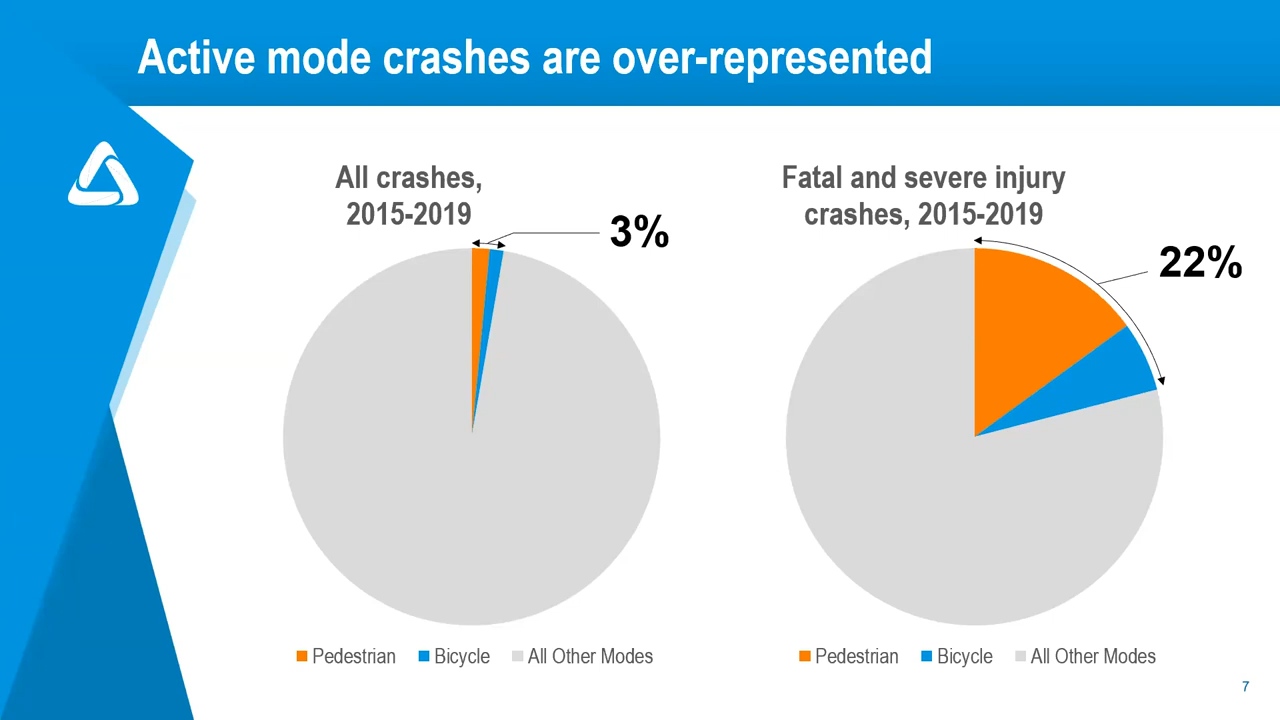 Active mode crashes are over-represented
All crashes,
2015-2019
3%
Pedestrian Bicycle All Other Modes
Fatal and severe injury
crashes, 2015-2019
22%
Pedestrian Bicycle All Other Modes
7